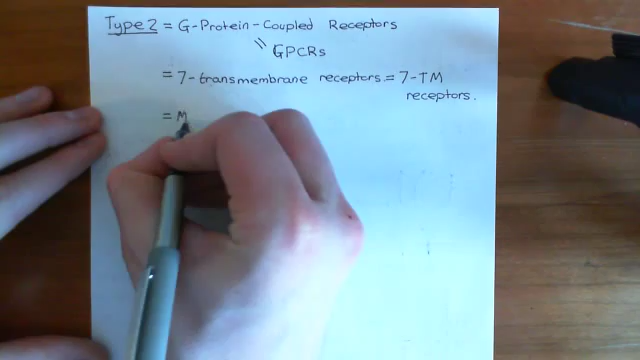 Type 2 = G-Protein-Coupled Receptors
" GPCRs
= 7-transmembrane receptors = 7-TM
receptors.
= M